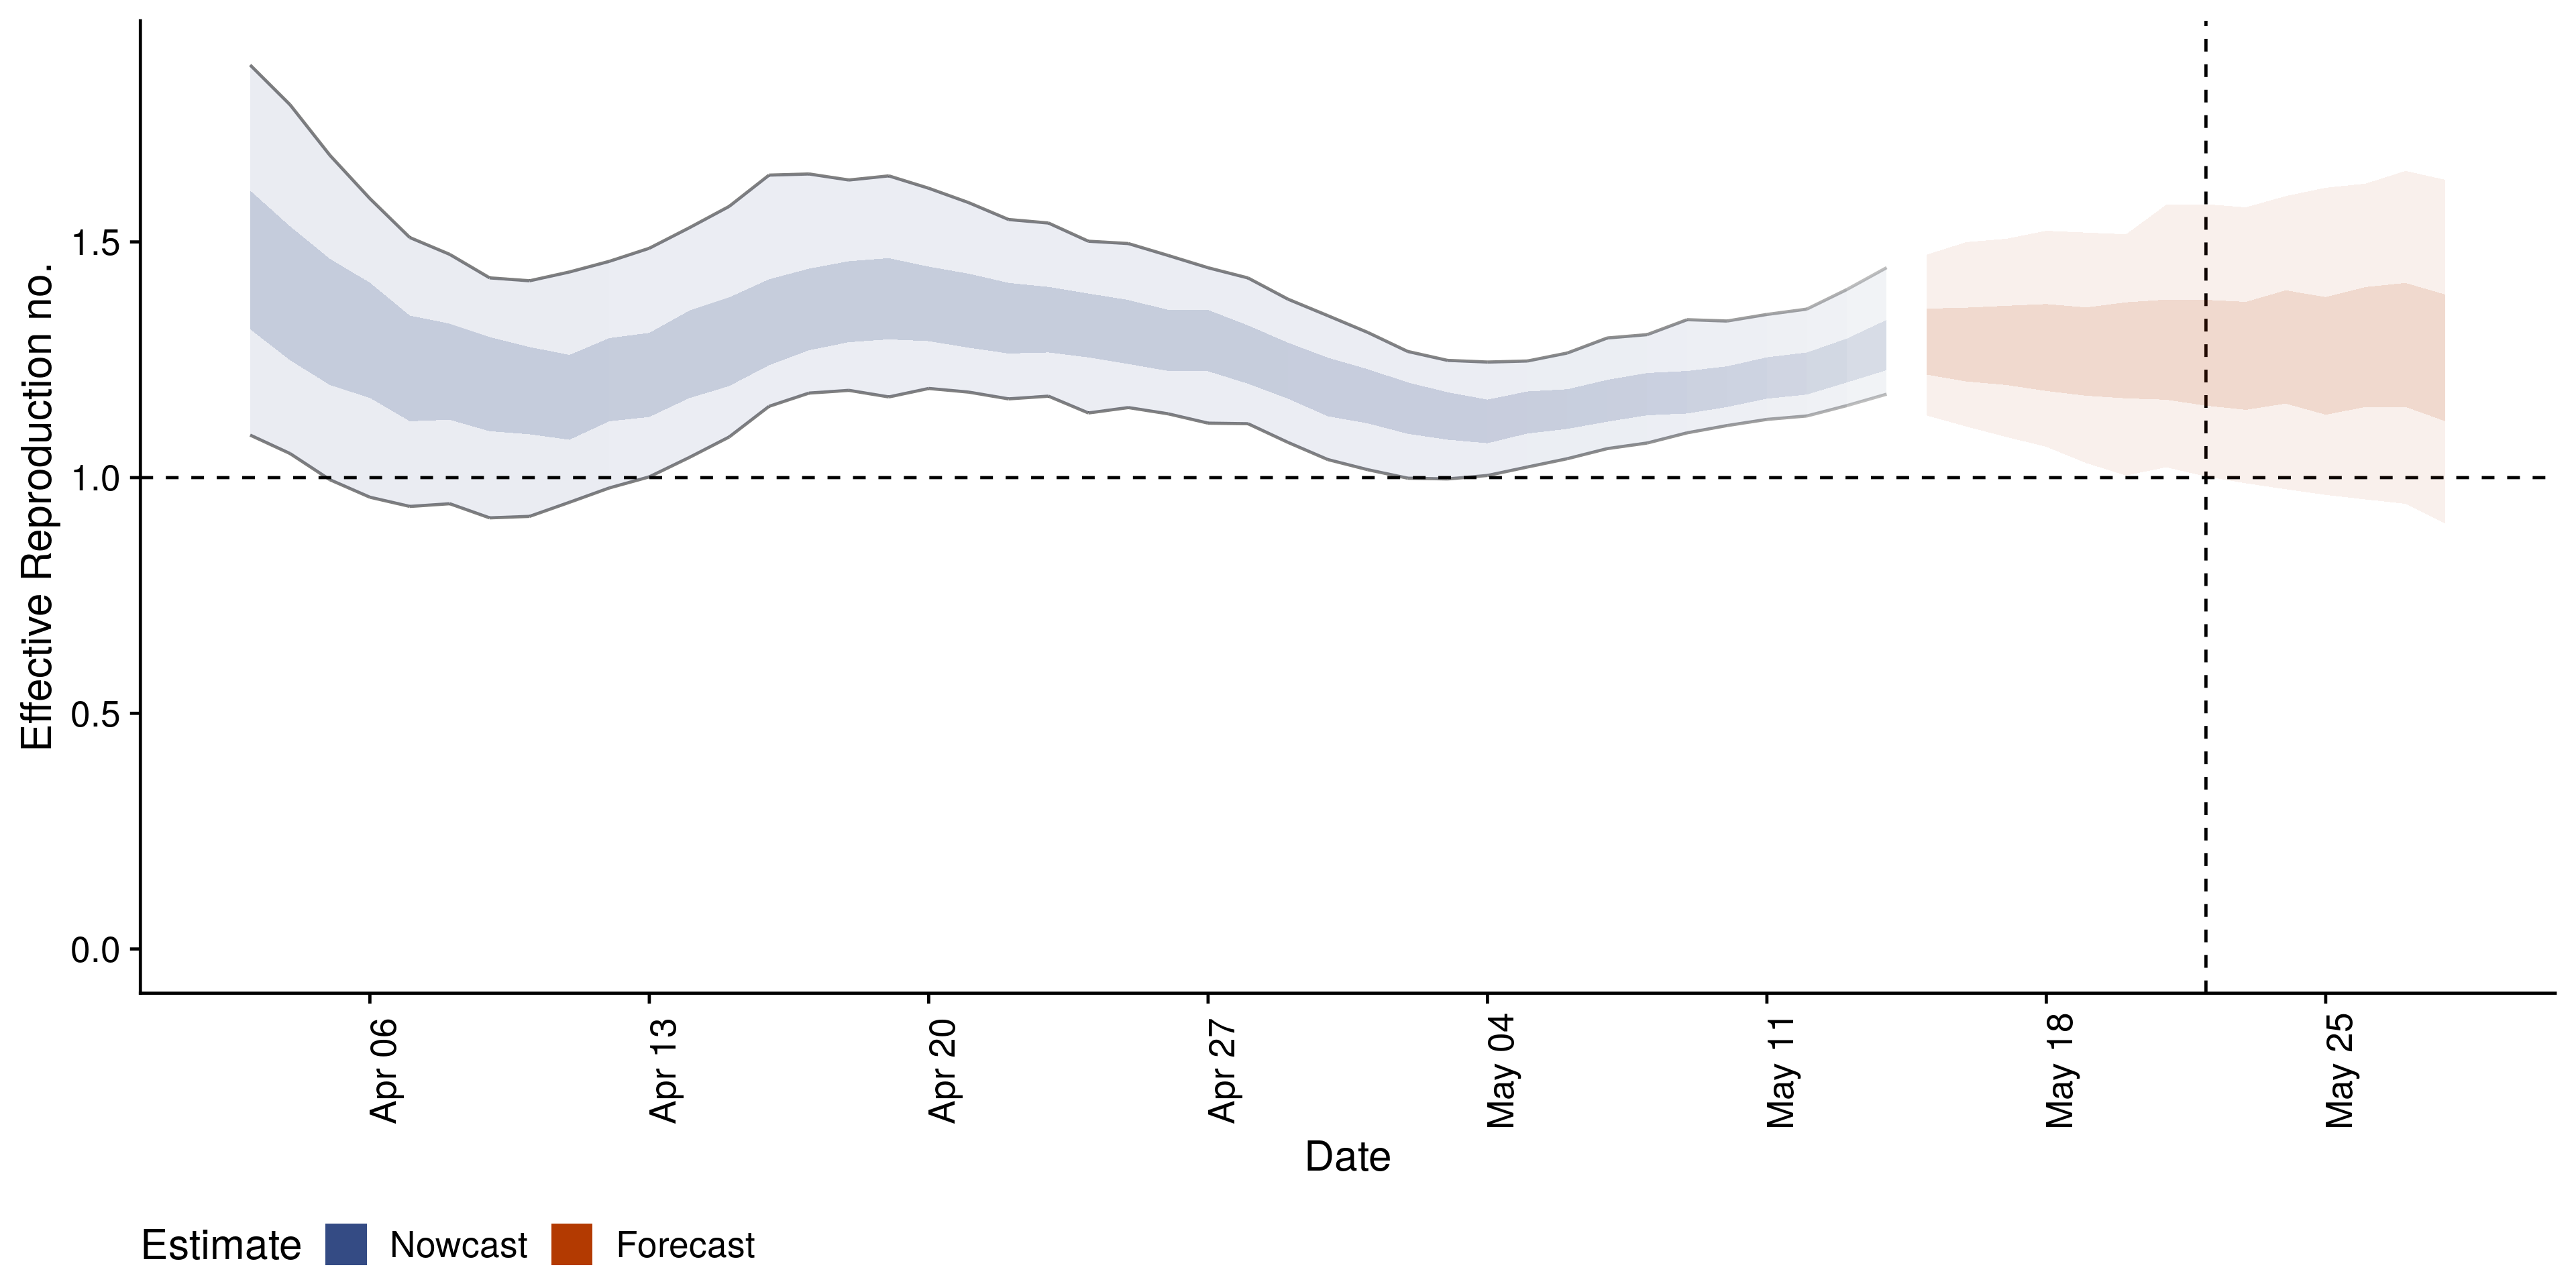 Effective Reproduction no.
1.5
1.0
0.5
0.0
Apr 06
Apr 13
Apr 20
Apr 27
May 04
May 11
May 18
May 25
Date
Estimate Nowcast Forecast